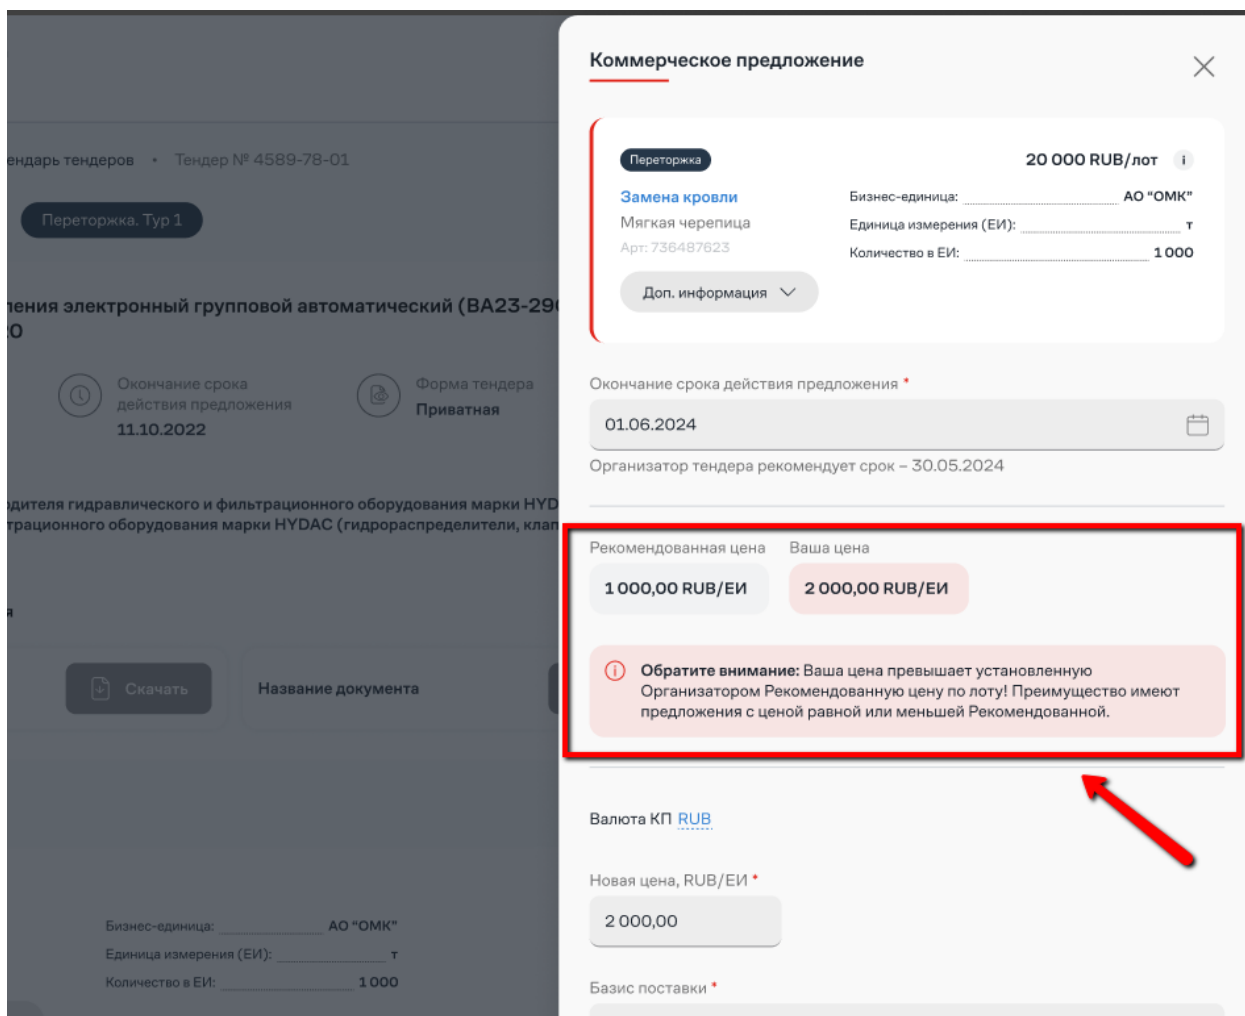 Коммерческое предложение
ендарь тендеров • Тендер № 4589-78-01
Переторжка. Тур 1
ления электронный групповой автоматический (ВА23-290
Окончание срока
действия предложения
11.10.2022
Форма тендера
Приватная
одителя гидравлического и фильтрационного оборудования марки HYD
трационного оборудования марки HYDAC (гидрораспределители, клап
я
Скачать
Название документа
Бизнес-единица: АО "ОМК"
Единица измерения (ЕИ): т
Количество в ЕИ: 1 000
Переторжка
20 000 RUB/лот i
Замена кровли
Мягкая черепица
Арт: 736487623
Бизнес-единица: АО "ОМК"
Единица измерения (ЕИ): т
Количество в ЕИ: 1 000
Доп. информация
Окончание срока действия предложения *
01.06.2024
Организатор тендера рекомендует срок – 30.05.2024
Рекомендованная цена Ваша цена
1 000,00 RUB/ЕИ 2 000,00 RUB/ЕИ
Обратите внимание: Ваша цена превышает установленную
Организатором Рекомендованную цену по лоту! Преимущество имеют
предложения с ценой равной или меньшей Рекомендованной.
Валюта КП RUB
Новая цена, RUB/ЕИ *
2 000,00
Базис поставки *